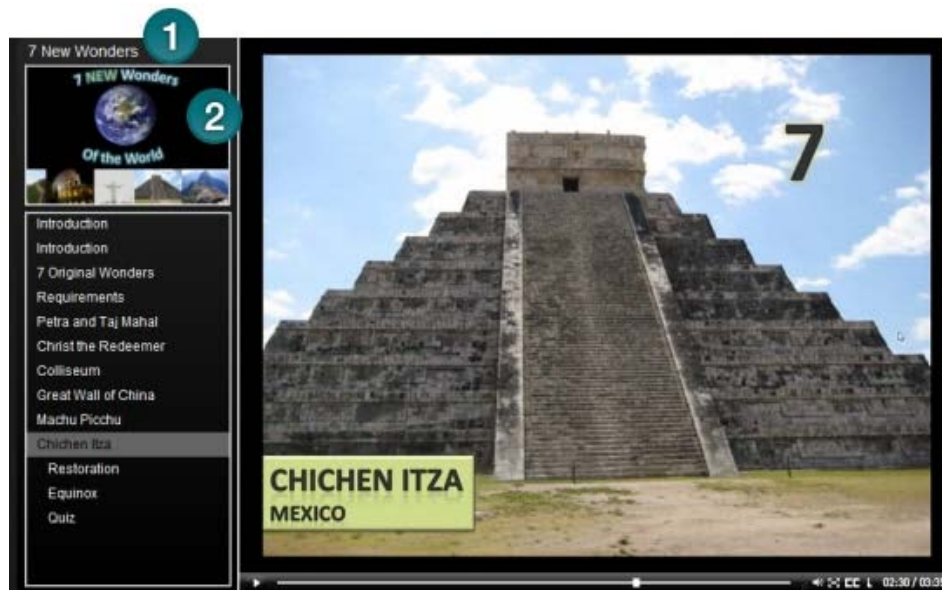 1
7 New Wonders
7 NEW Wonders
2
Of the World
Introduction
Introduction
7 Original Wonders
Requirements
Petra and Taj Mahal
Christ the Redeemer
Colliseum
Great Wall of China
Machu Picchu
Chichen Itza
Restoration
Equinox
Quiz
7
CHICHEN ITZA
MEXICO
CC 02:30 / 03:35